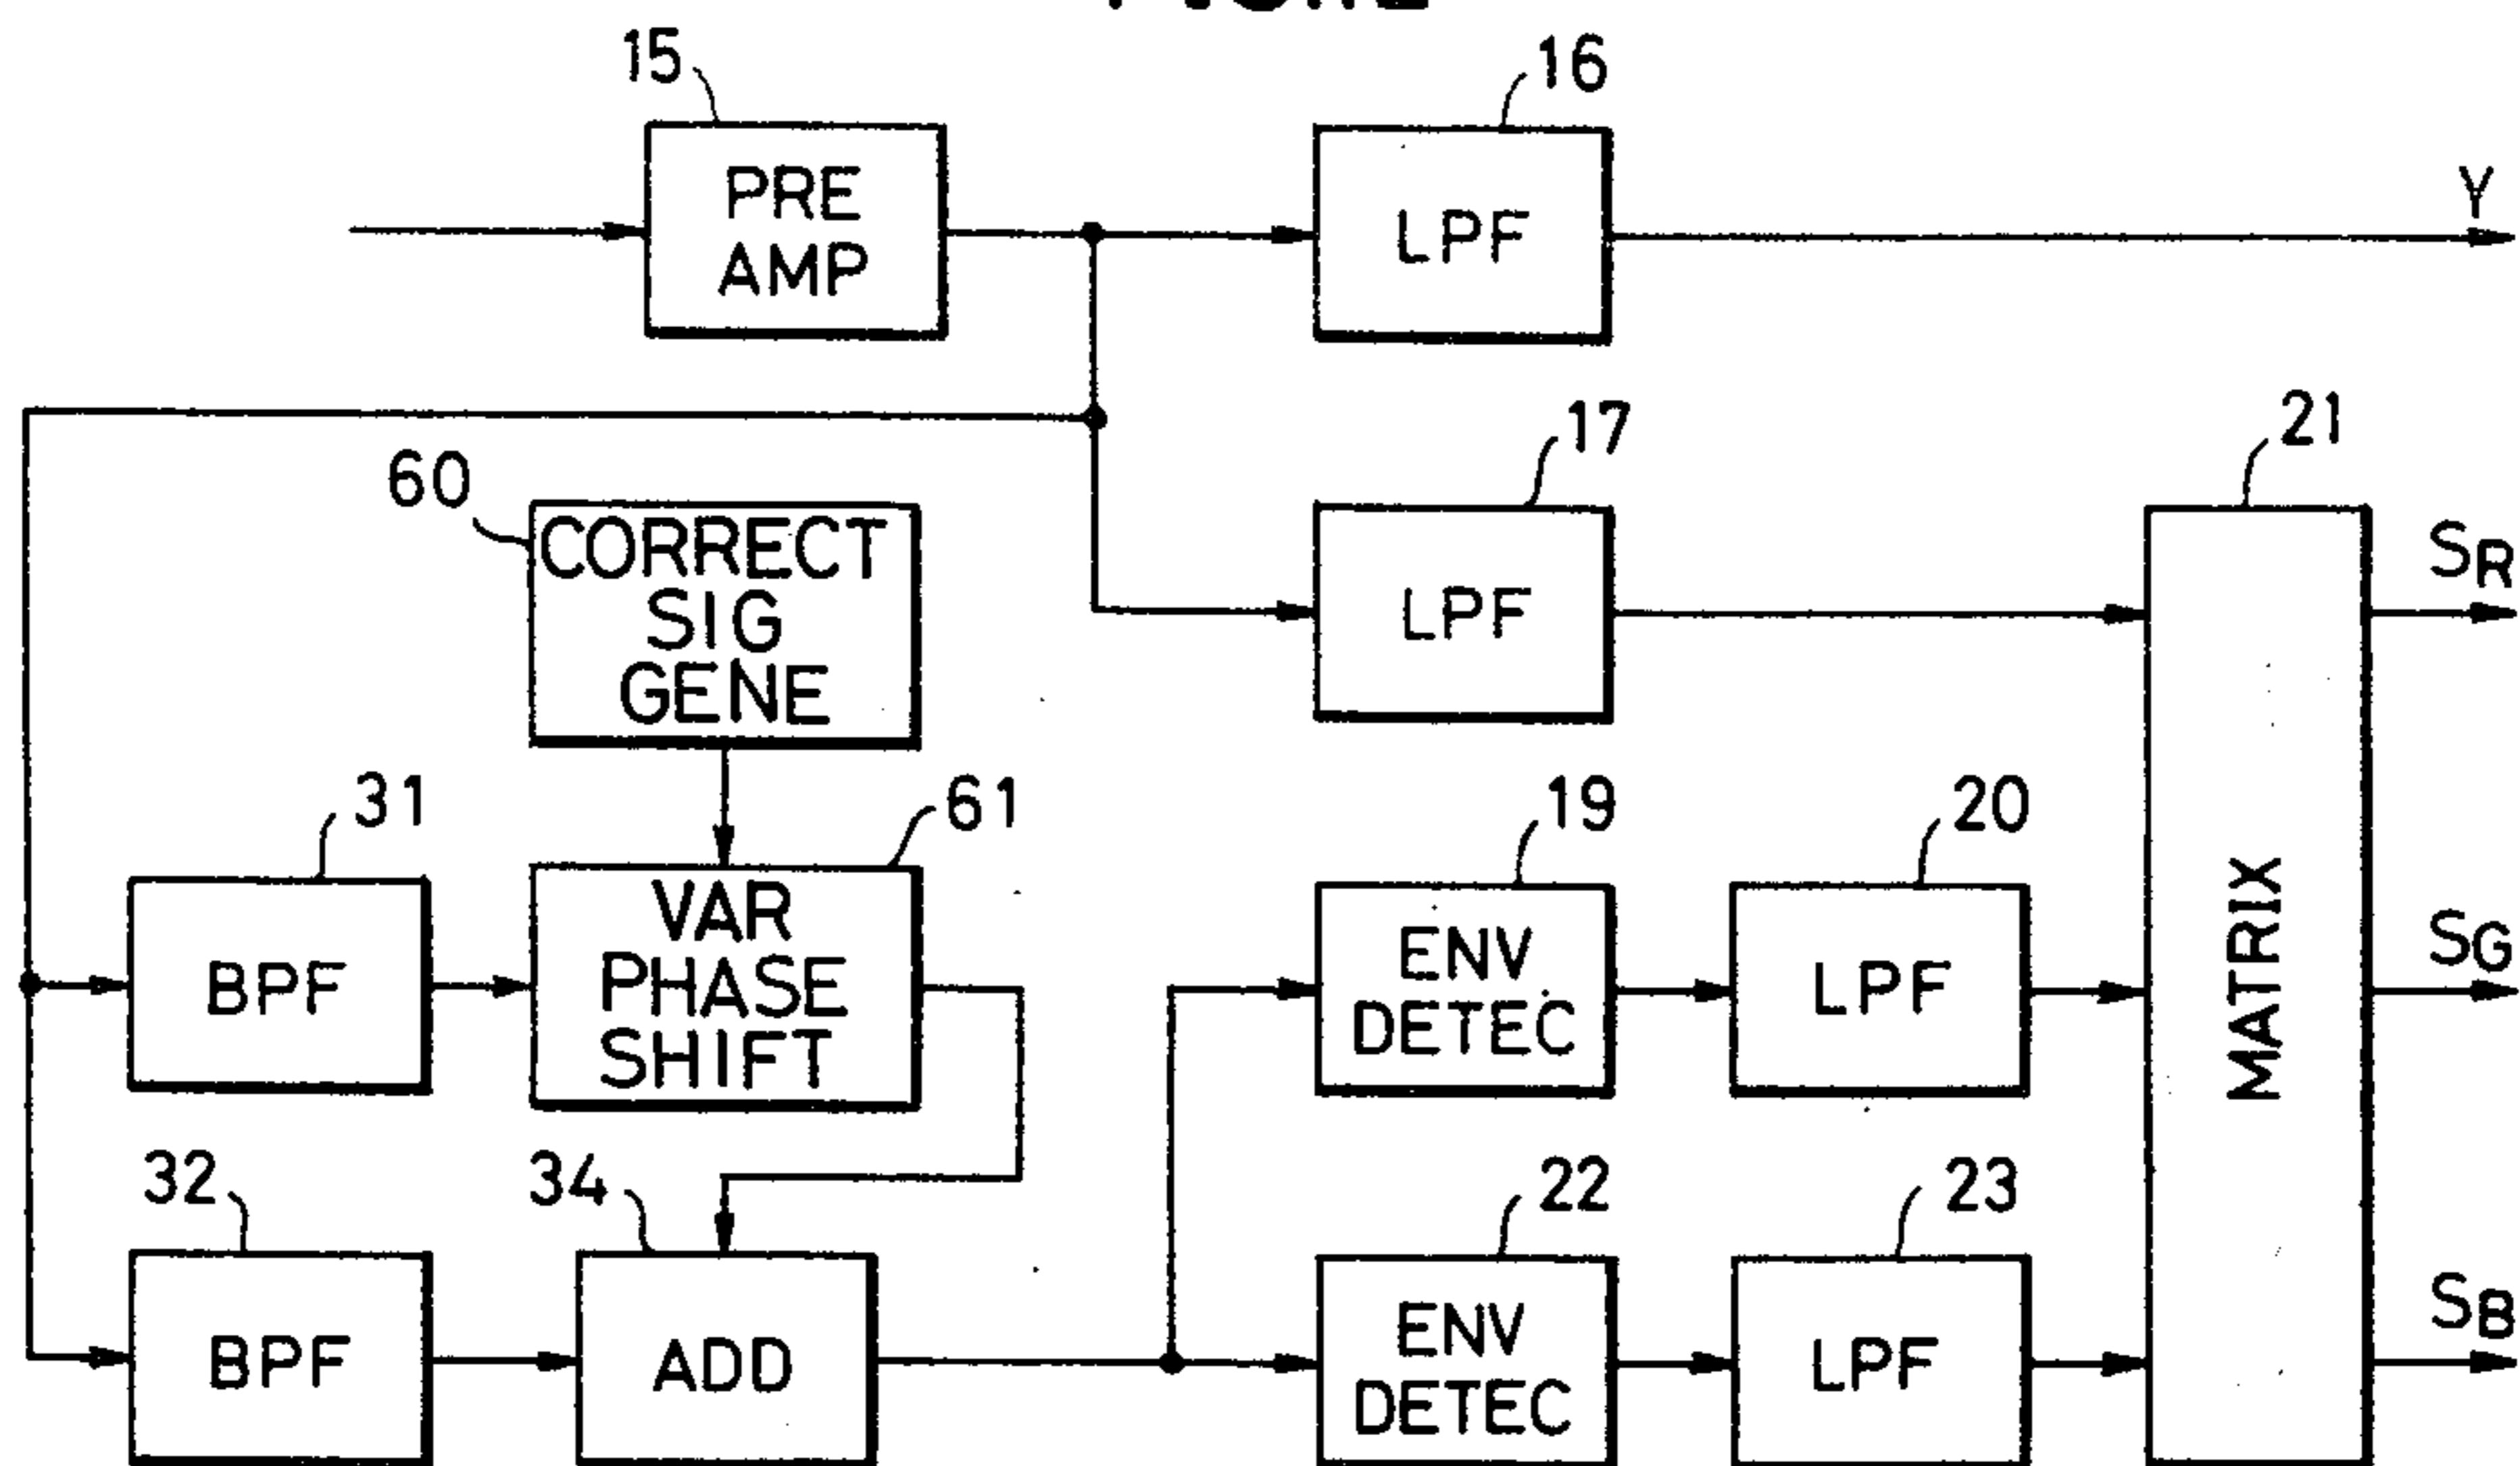 15
16
PRE
AMP
LPF
Y
60
17
21
CORRECT
SIG
GENE
LPF
SR
31
61
19
20
BPF
VAR
PHASE
SHIFT
ENV
DETEC
LPF
MATRIX
SG
32
34
22
23
BPF
ADD
ENV
DETEC
LPF
SB